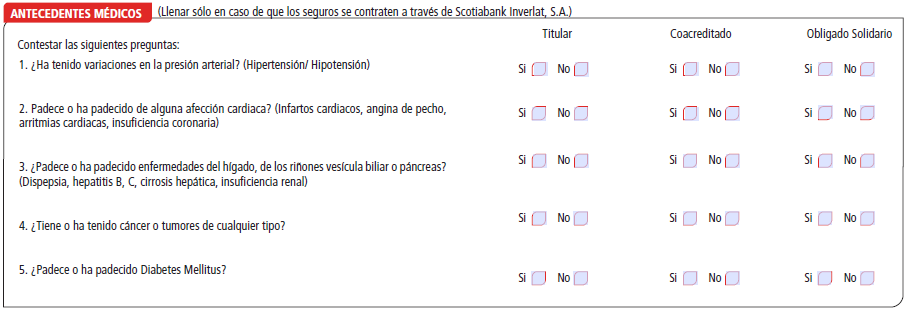 ANTECEDENTES MÉDICOS (Llenar sólo en caso de que los seguros se contraten a través de Scotiabank Inverlat, S.A.)
Titular Coacreditado Obligado Solidario
Contestar las siguientes preguntas:
1. ¿Ha tenido variaciones en la presión arterial? (Hipertensión/ Hipotensión) Si No Si No Si No
2. Padece o ha padecido de alguna afección cardiaca? (Infartos cardiacos, angina de pecho, Si No Si No Si No
arritmias cardiacas, insuficiencia coronaria)
3. ¿Padece o ha padecido enfermedades del hígado, de los riñones vesícula biliar o páncreas? Si No Si No Si No
(Dispepsia, hepatitis B, C, cirrosis hepática, insuficiencia renal)
4. ¿Tiene o ha tenido cáncer o tumores de cualquier tipo? Si No Si No Si No
5. ¿Padece o ha padecido Diabetes Mellitus? Si No Si No Si No